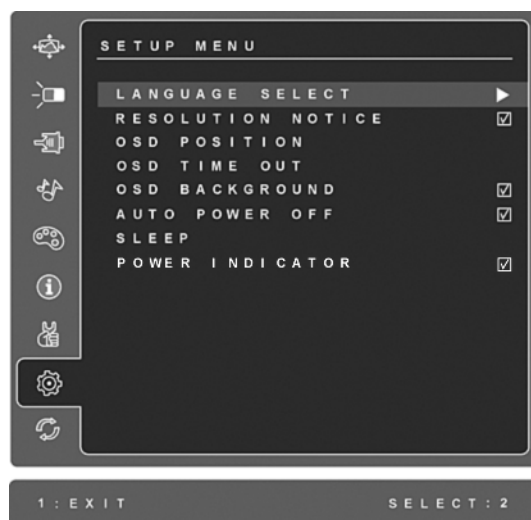 SETUP MENU
LANGUAGE SELECT
RESOLUTION NOTICE
OSD POSITION
OSD TIME OUT
OSD BACKGROUND
AUTO POWER OFF
SLEEP
POWER INDICATOR
1:EXIT SELECT:2